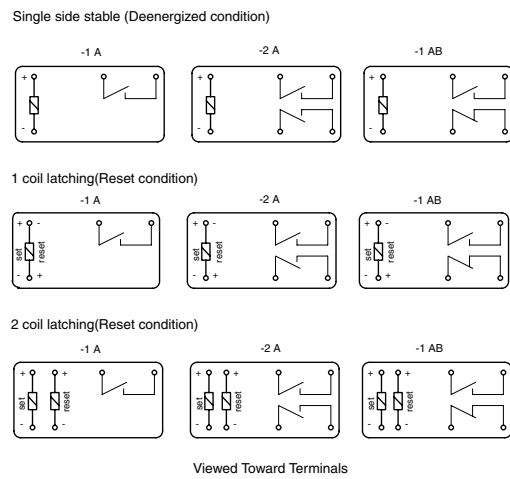 Single side stable (Deenergized condition)
-1 A -2 A -1 AB
+ + +
- - -
1 coil latching(Reset condition)
-1 A -2 A -1 AB
+ - + - + -
set reset set reset set reset
- + - + - +
2 coil latching(Reset condition)
-1 A -2 A -1 AB
+ + + + + +
set reset set reset set reset
- - - - - -
Viewed Toward Terminals